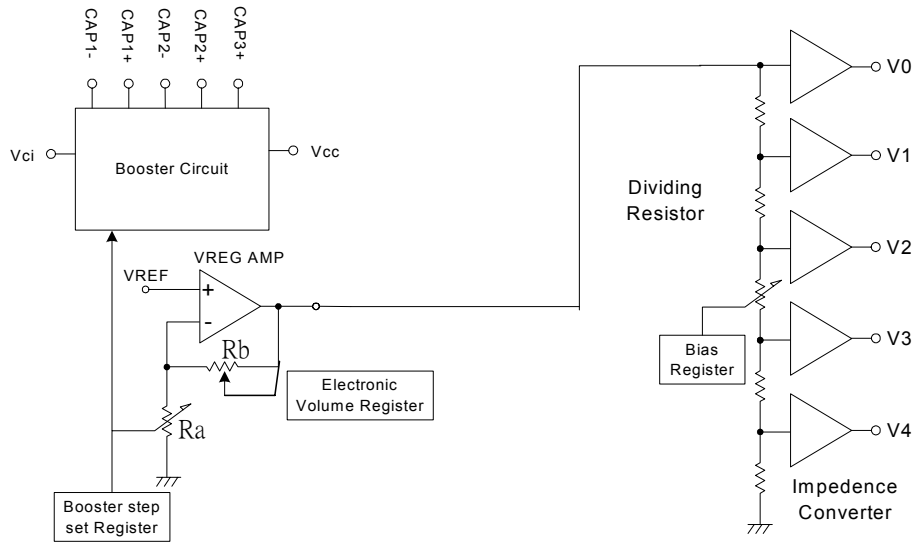 CAP1-
CAP1+
CAP2-
CAP2+
CAP3+
Vci
Booster Circuit
Vcc
VREG AMP
VREF
+
-
Rb
Electronic
Volume Register
Ra
Booster step
set Register
Dividing
Resistor
Bias
Register
V0
V1
V2
V3
V4
Impedence
Converter